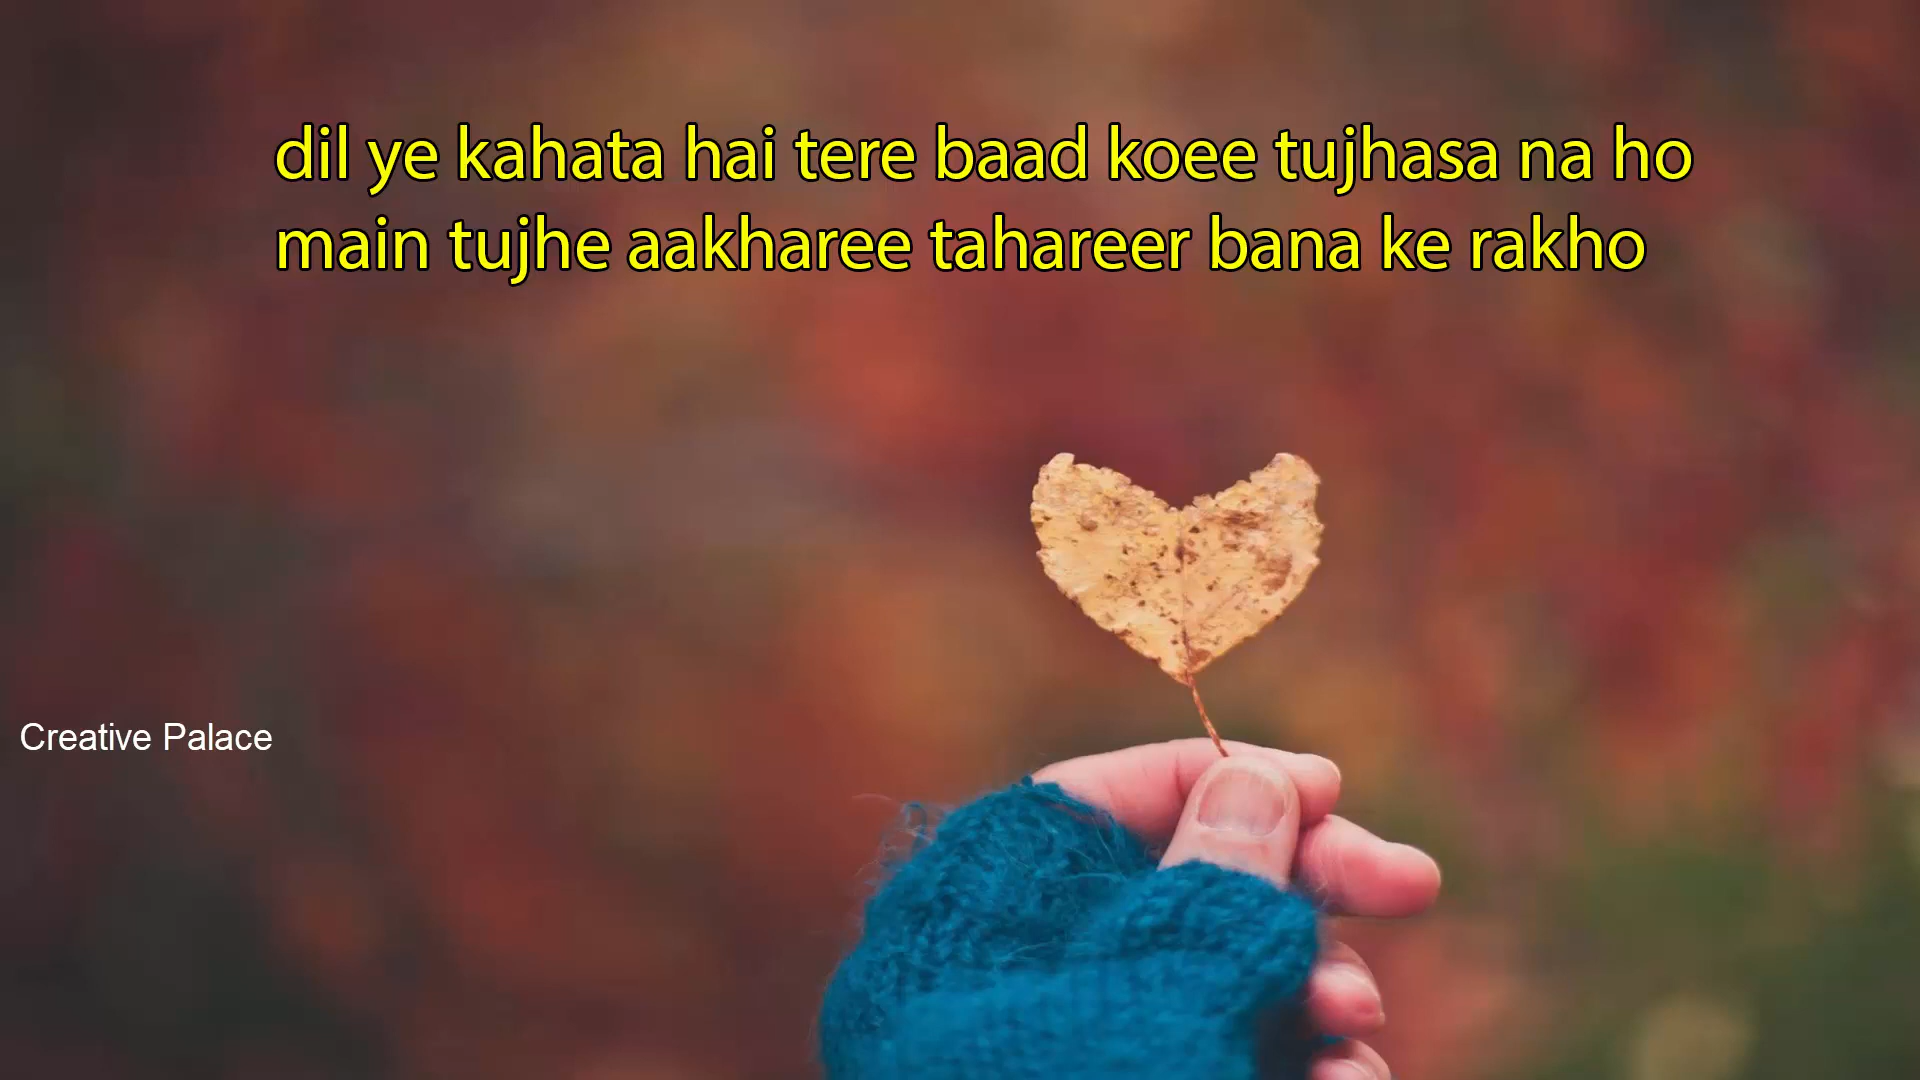 dil ye kahata hai tere baad koee tujhasa na ho
main tujhe aakharee tahareer bana ke rakho
Creative Palace